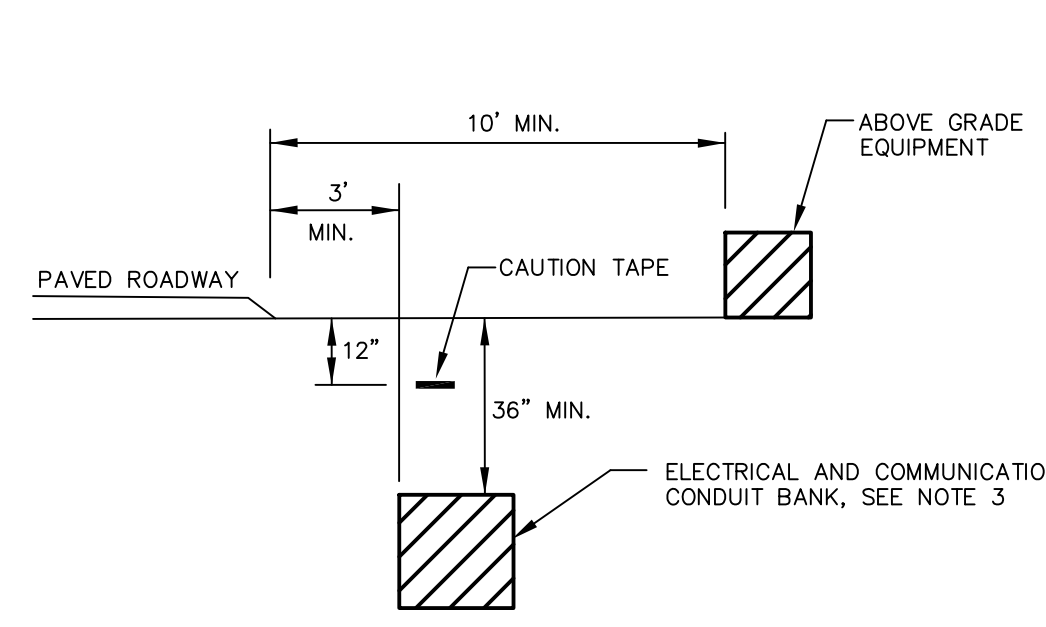 10' MIN.
ABOVE GRADE
EQUIPMENT
3'
MIN.
PAVED ROADWAY
CAUTION TAPE
12"
36" MIN.
ELECTRICAL AND COMMUNICATIO
CONDUIT BANK, SEE NOTE 3